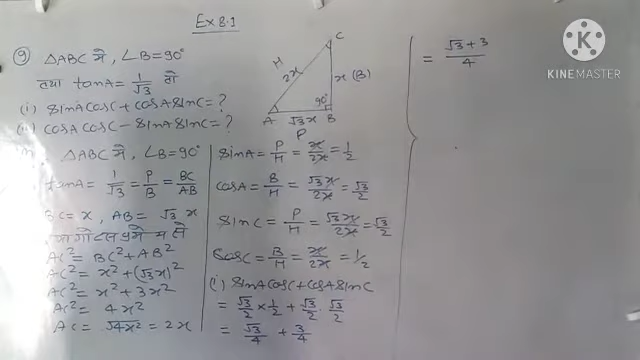 Ex 8.1
⑨ △ABC मे, ∠B=90°
तथा tanA = 1/√3 तो
(i) sinA cosC + cosA sinC = ?
(ii) cosA cosC - sinA sinC = ?
△ABC मे, ∠B=90°
tanA = 1/√3 = P/B = BC/AB
BC = x, AB = √3 x
से
AC² = BC² + AB²
AC² = x² + (√3x)²
AC² = x² + 3x²
AC² = 4x²
AC = √4x² = 2x
C
H
2x
x (B)
90°
A √3x B
P
sinA = P/H = x/2x = 1/2
cosA = B/H = √3x/2x = √3/2
sinC = P/H = √3x/2x = √3/2
cosC = B/H = x/2x = 1/2
(i) sinA cosC + cosA sinC
= √3/2 × 1/2 + √3/2 . √3/2
= √3/4 + 3/4
= (√3 + 3)/4
K
KINEMASTER